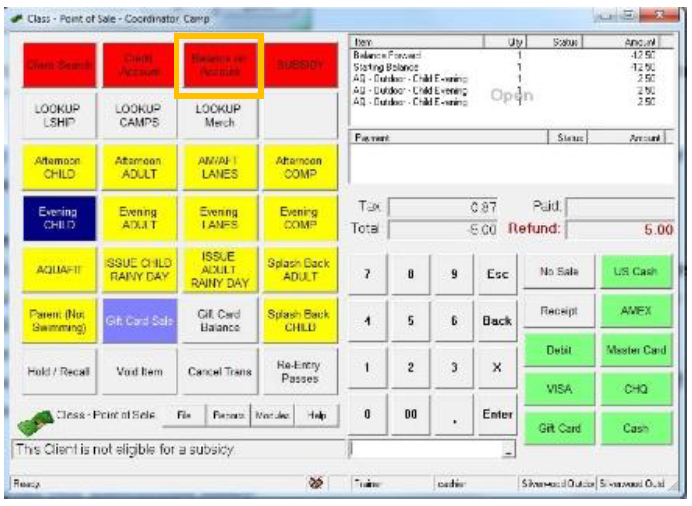 Class - Point of Sale - Coordinator, Camp
Client Search
Credit Account
Balance on Account
SUBSIDY
LOOKUP LSHIP
LOOKUP CAMPS
LOOKUP Merch
Afternoon CHILD
Afternoon ADULT
AM/AFT LANES
Afternoon COMP
Evening CHILD
Evening ADULT
Evening LANES
Evening COMP
AQUAFIT
ISSUE CHILD RAINY DAY
ISSUE ADULT RAINY DAY
Splash Back ADULT
Parent (Not Swimming)
Gift Card Sale
Gift Card Balance
Splash Back CHILD
Hold / Recall
Void Item
Cancel Trans
Re-Entry Passes
Class - Point of Sale
File Reports Modules Help
This Client is not eligible for a subsidy.
Item Qty Status Amount
Balance Forward 1 -12.50
Starting Balance 1 -12.50
AQ - Outdoor - Child Evening 1 2.50
AQ - Outdoor - Child Evening 1 2.50
AQ - Outdoor - Child Evening 1 2.50
Open
Payment Status Amount
Tax 0.87 Paid:
Total -5.00 Refund: 5.00
7 8 9 Esc No Sale US Cash
4 5 6 Back Receipt AMEX
1 2 3 X Debit Master Card
VISA CHQ
0 00 . Enter Gift Card Cash
Ready
cashier
Silverwood Outdo
Silverwood Outd